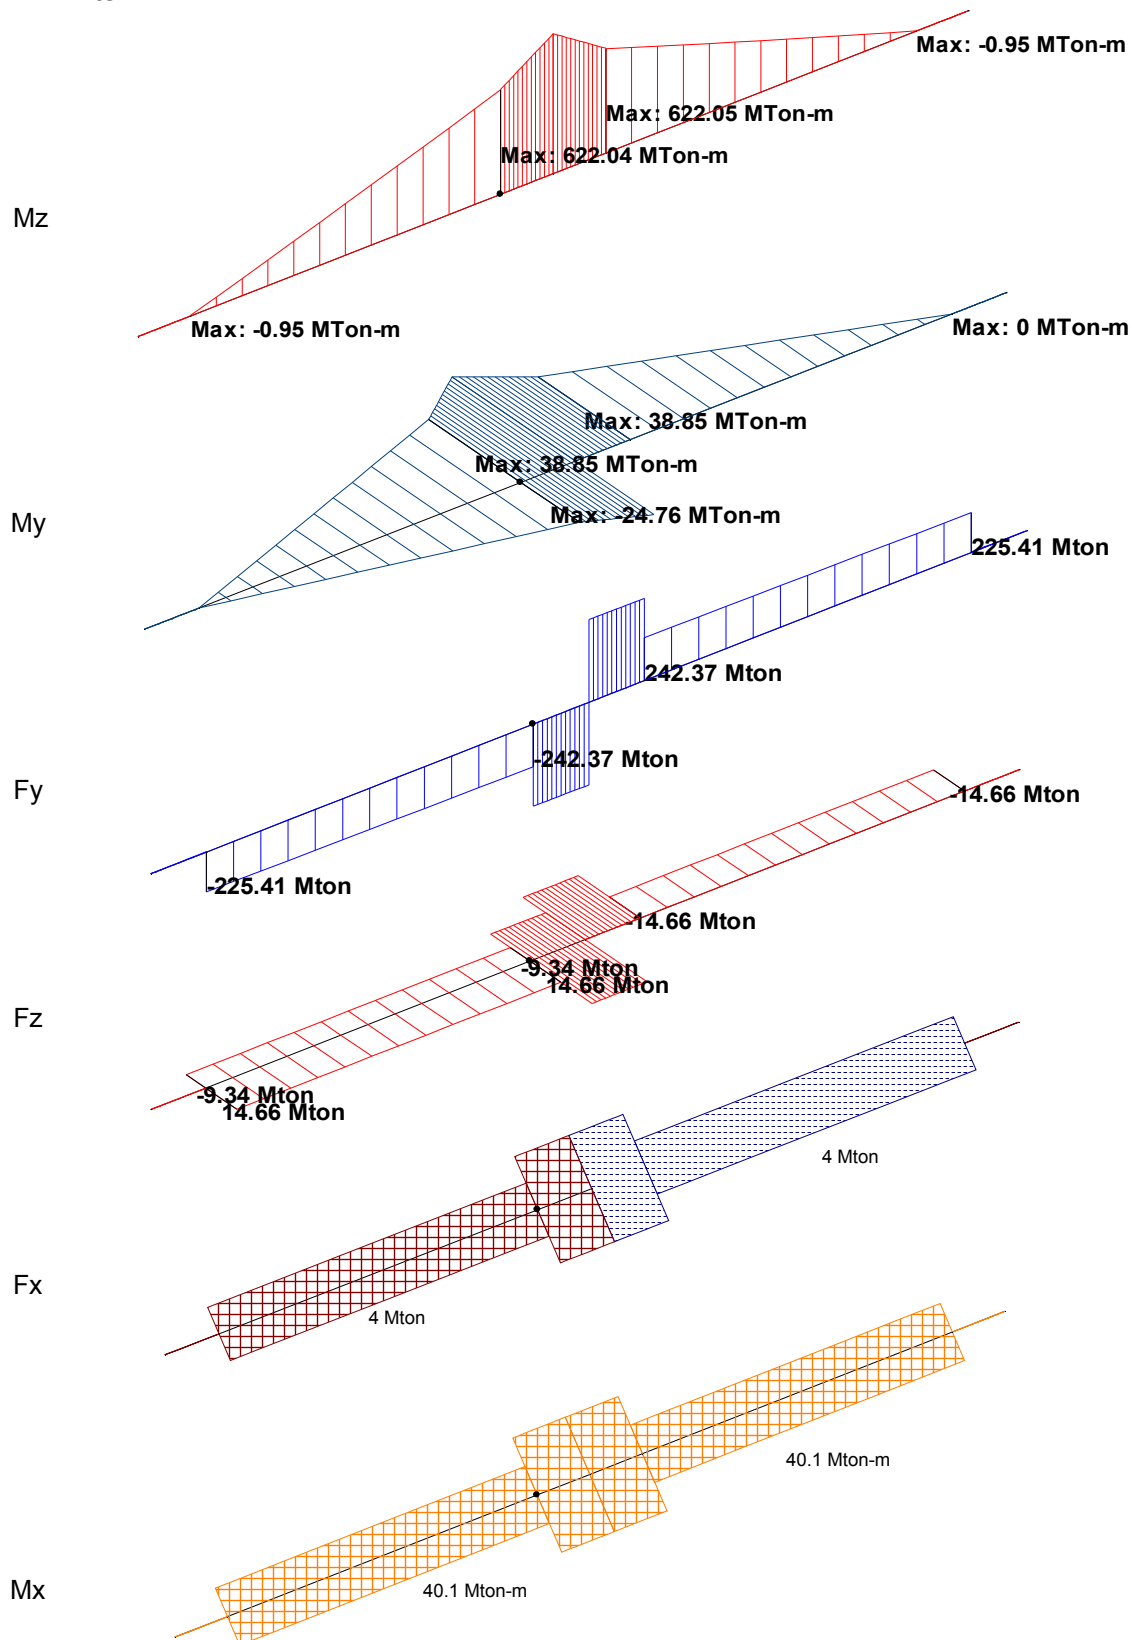 Max: -0.95 MTon-m
Max: 622.05 MTon-m
Max: 622.04 MTon-m
Mz
Max: -0.95 MTon-m
Max: 0 MTon-m
Max: 38.85 MTon-m
Max: 38.85 MTon-m
Max: -24.76 MTon-m
My
225.41 Mton
242.37 Mton
-242.37 Mton
Fy
-14.66 Mton
-225.41 Mton
-14.66 Mton
-9.34 Mton
14.66 Mton
Fz
-9.34 Mton
14.66 Mton
4 Mton
Fx
4 Mton
40.1 Mton-m
Mx
40.1 Mton-m